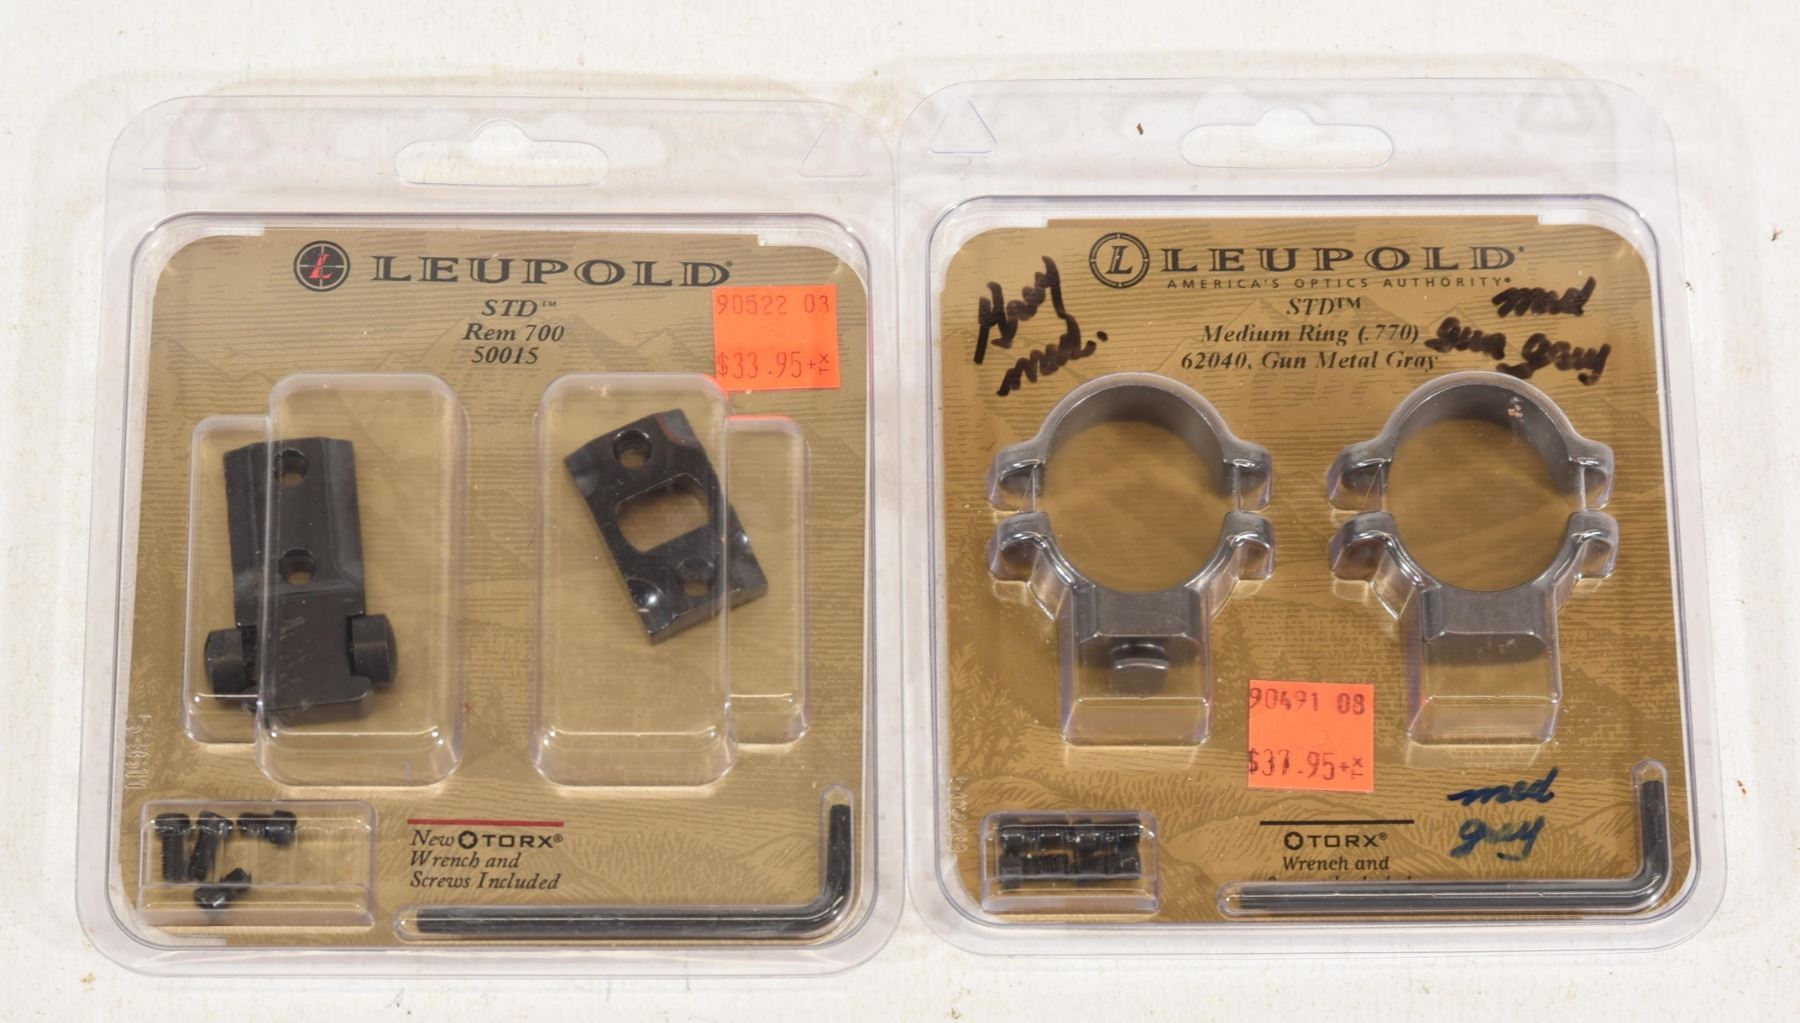 LEUPOLD®
STD™
Rem 700
50015
90522 03
$33.95+
New TORX®
Wrench and
Screws Included
L LEUPOLD®
AMERICA'S OPTICS AUTHORITY®
STD™
Medium Ring (.770)
62040, Gun Metal Gray
Grey
med.
med
gun gray
90491 08
$37.95+
med
gray
TORX®
Wrench and